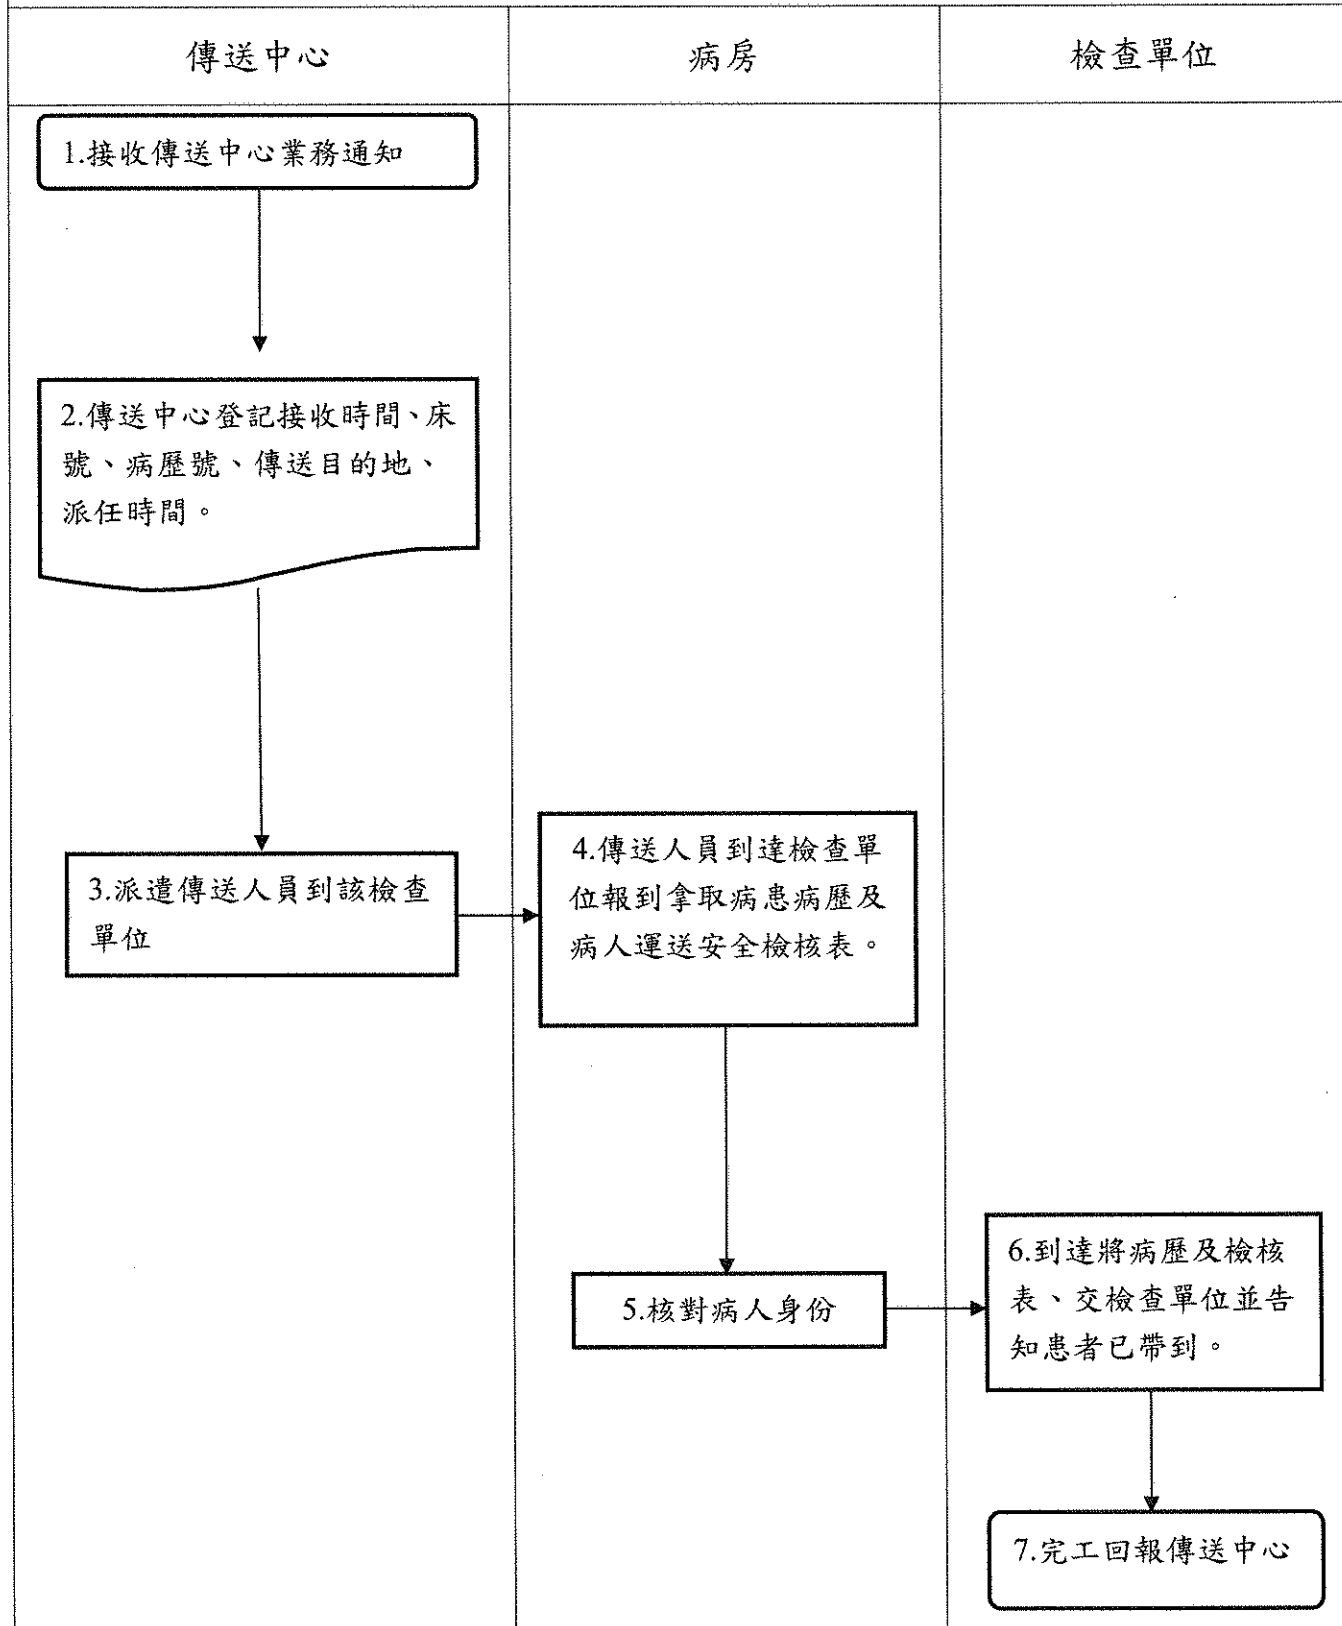 傳送中心
病房
檢查單位
1.接收傳送中心業務通知
2.傳送中心登記接收時間、床
號、病歷號、傳送目的地、
派任時間。
3.派遣傳送人員到該檢查
單位
4.傳送人員到達檢查單
位報到拿取病患病歷及
病人運送安全檢核表。
5.核對病人身份
6.到達將病歷及檢核
表、交檢查單位並告
知患者已帶到。
7.完工回報傳送中心